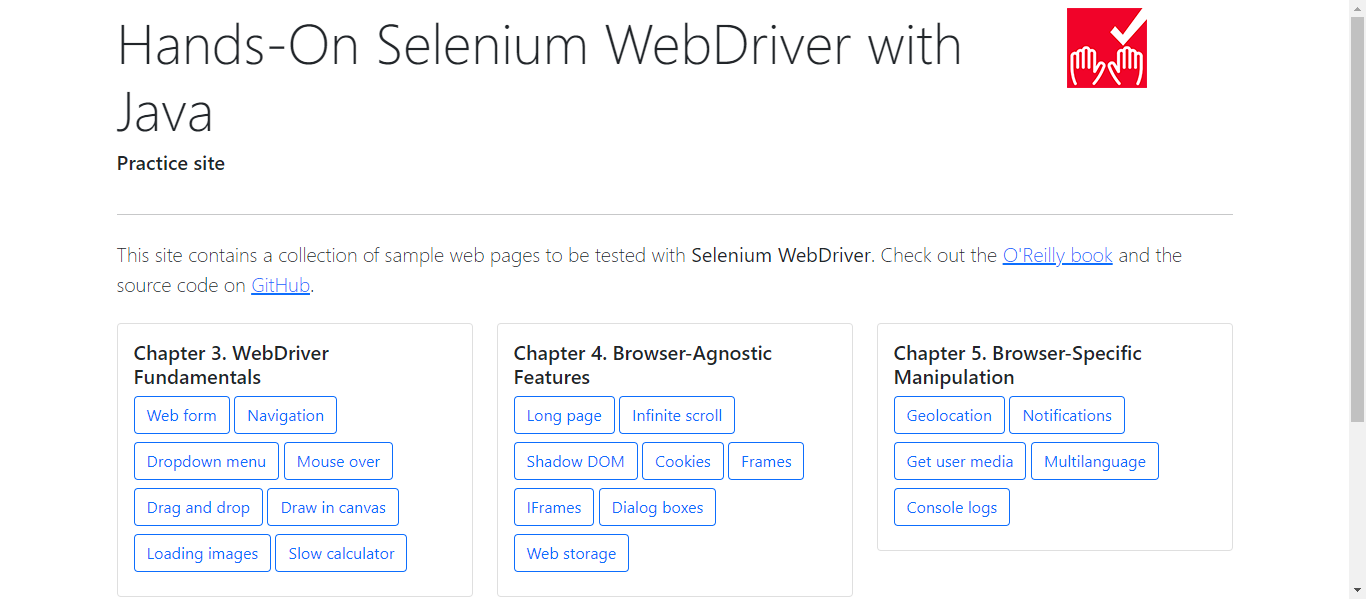 Hands-On Selenium WebDriver with
Java
Practice site
This site contains a collection of sample web pages to be tested with Selenium WebDriver. Check out the O'Reilly book and the
source code on GitHub.
Chapter 3. WebDriver
Fundamentals
Web form Navigation
Dropdown menu Mouse over
Drag and drop Draw in canvas
Loading images Slow calculator
Chapter 4. Browser-Agnostic
Features
Long page Infinite scroll
Shadow DOM Cookies Frames
IFrames Dialog boxes
Web storage
Chapter 5. Browser-Specific
Manipulation
Geolocation Notifications
Get user media Multilanguage
Console logs